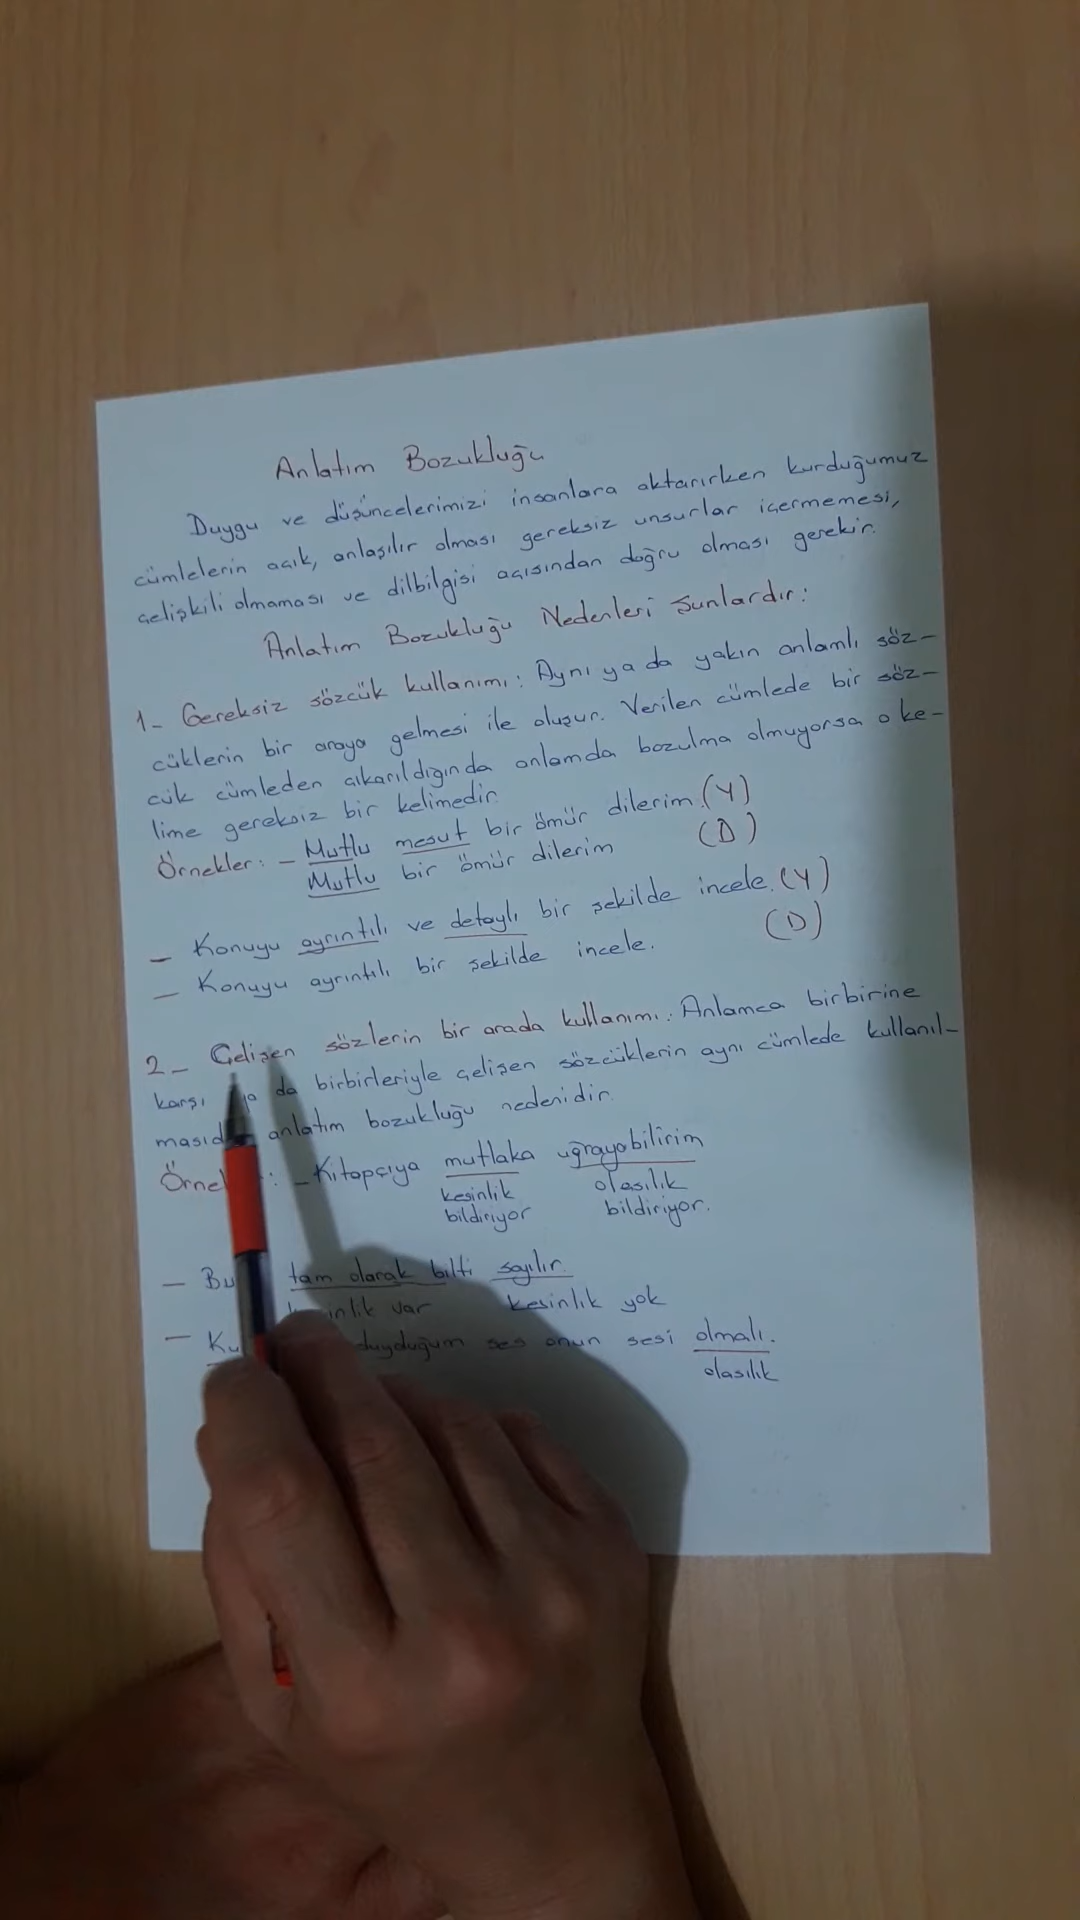 Anlatım Bozukluğu
Duygu ve düşüncelerimizi insanlara aktarırken kurduğumuz
cümlelerin açık, anlaşılır olması gereksiz unsurlar içermemesi,
çelişkili olmaması ve dilbilgisi açısından doğru olması gerekir.
Anlatım Bozukluğu Nedenleri Şunlardır:
1- Gereksiz sözcük kullanımı: Aynı ya da yakın anlamlı söz-
cüklerin bir araya gelmesi ile oluşur. Verilen cümlede bir söz-
cük cümleden çıkarıldığında anlamda bozulma olmuyorsa o ke-
lime gereksiz bir kelimedir.
Örnekler: - Mutlu mesut bir ömür dilerim. (Y)
Mutlu bir ömür dilerim (D)
- Konuyu ayrıntılı ve detaylı bir şekilde incele. (Y)
- Konuyu ayrıntılı bir şekilde incele. (D)
2- Çelişen sözlerin bir arada kullanımı: Anlamca birbirine
karşı da birbirleriyle çelişen sözcüklerin aynı cümlede kullanıl-
anlatım bozukluğu nedenidir.
: - Kitapçıya mutlaka uğrayabilirim
kesinlik olasılık
bildiriyor bildiriyor.
- tam olarak bitti sayılır.
var kesinlik yok
- duyduğum ses onun sesi olmalı.
olasılık